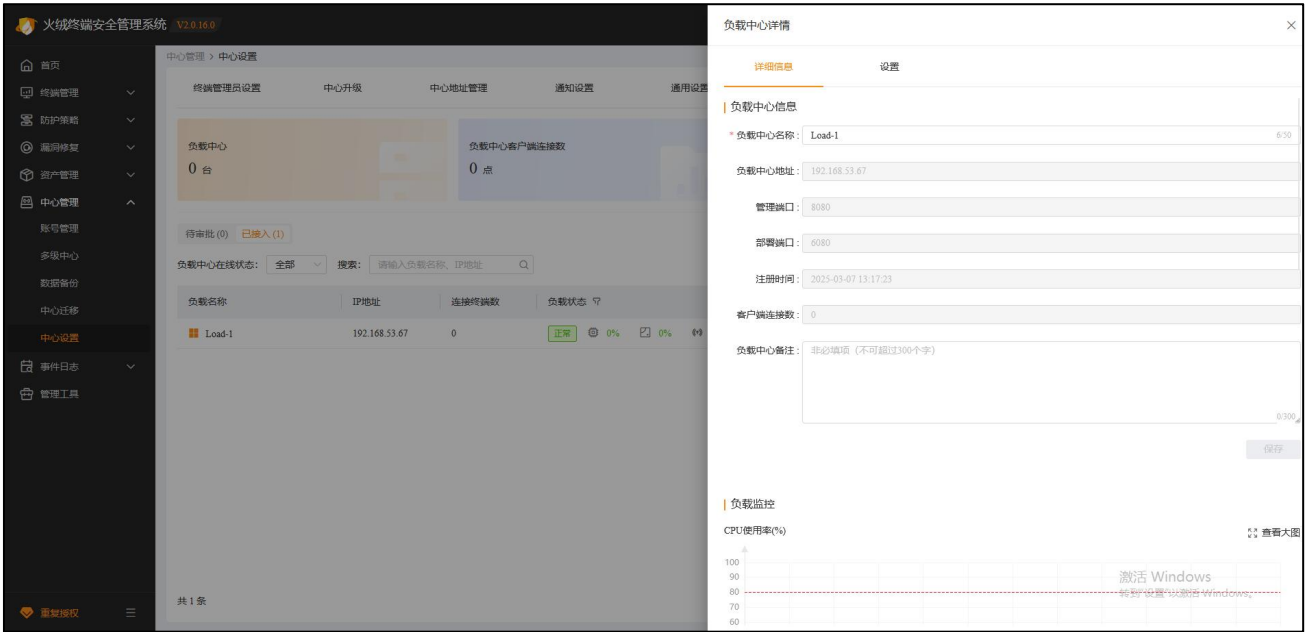 火绒终端安全管理系统 V2.0.16.0
首页
终端管理
防护策略
漏洞修复
资产管理
中心管理
账号管理
多级中心
数据备份
中心迁移
中心设置
事件日志
管理工具
重复授权
中心管理 > 中心设置
终端管理员设置 中心升级 中心地址管理 通知设置 通用设置
负载中心
0 台
负载中心客户端连接数
0 点
待审批(0) 已接入(1)
负载中心在线状态: 全部 搜索: 请输入负载名称、IP地址
负载名称 IP地址 连接终端数 负载状态
Load-1 192.168.53.67 0 正常 0% 0%
共1条
负载中心详情
详细信息 设置
负载中心信息
* 负载中心名称: Load-1 6/50
负载中心地址: 192.168.53.67
管理端口: 8080
部署端口: 6080
注册时间: 2025-03-07 13:17:23
客户端连接数: 0
负载中心备注: 非必填项(不可超过300个字)
0/300
保存
负载监控
CPU使用率(%) 查看大图
100
90
80
70
60
激活 Windows
转到"设置"以激活 Windows。